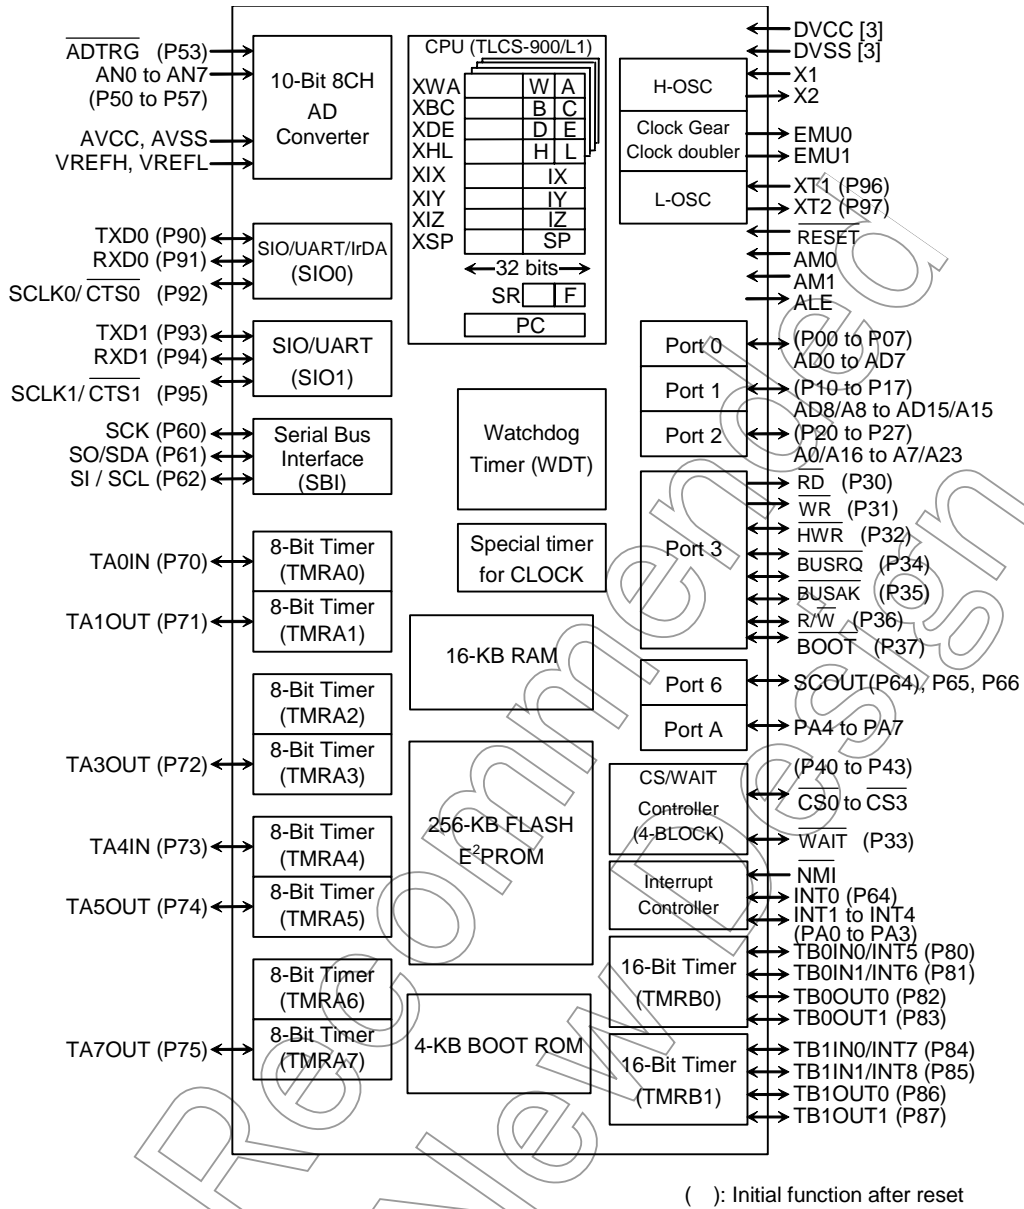 ADTRG (P53)
AN0 to AN7
(P50 to P57)
AVCC, AVSS
VREFH, VREFL
10-Bit 8CH
AD
Converter
TXD0 (P90)
RXD0 (P91)
SCLK0/ CTS0 (P92)
SIO/UART/IrDA
(SIO0)
TXD1 (P93)
RXD1 (P94)
SCLK1/ CTS1 (P95)
SIO/UART
(SIO1)
SCK (P60)
SO/SDA (P61)
SI / SCL (P62)
Serial Bus
Interface
(SBI)
TA0IN (P70)
8-Bit Timer
(TMRA0)
TA1OUT (P71)
8-Bit Timer
(TMRA1)
8-Bit Timer
(TMRA2)
TA3OUT (P72)
8-Bit Timer
(TMRA3)
TA4IN (P73)
8-Bit Timer
(TMRA4)
TA5OUT (P74)
8-Bit Timer
(TMRA5)
8-Bit Timer
(TMRA6)
TA7OUT (P75)
8-Bit Timer
(TMRA7)
CPU (TLCS-900/L1)
XWA W A
XBC B C
XDE D E
XHL H L
XIX IX
XIY IY
XIZ IZ
XSP SP
32 bits
SR F
PC
Watchdog
Timer (WDT)
Special timer
for CLOCK
16-KB RAM
256-KB FLASH
E²PROM
4-KB BOOT ROM
H-OSC
Clock Gear
Clock doubler
L-OSC
DVCC [3]
DVSS [3]
X1
X2
EMU0
EMU1
XT1 (P96)
XT2 (P97)
RESET
AM0
AM1
ALE
Port 0
(P00 to P07)
AD0 to AD7
Port 1
(P10 to P17)
AD8/A8 to AD15/A15
Port 2
(P20 to P27)
A0/A16 to A7/A23
Port 3
RD (P30)
WR (P31)
HWR (P32)
BUSRQ (P34)
BUSAK (P35)
R/W (P36)
BOOT (P37)
Port 6
SCOUT(P64), P65, P66
Port A
PA4 to PA7
CS/WAIT
Controller
(4-BLOCK)
(P40 to P43)
CS0 to CS3
WAIT (P33)
Interrupt
Controller
NMI
INT0 (P64)
INT1 to INT4
(PA0 to PA3)
16-Bit Timer
(TMRB0)
TB0IN0/INT5 (P80)
TB0IN1/INT6 (P81)
TB0OUT0 (P82)
TB0OUT1 (P83)
16-Bit Timer
(TMRB1)
TB1IN0/INT7 (P84)
TB1IN1/INT8 (P85)
TB1OUT0 (P86)
TB1OUT1 (P87)
( ): Initial function after reset
Recommended
New Design